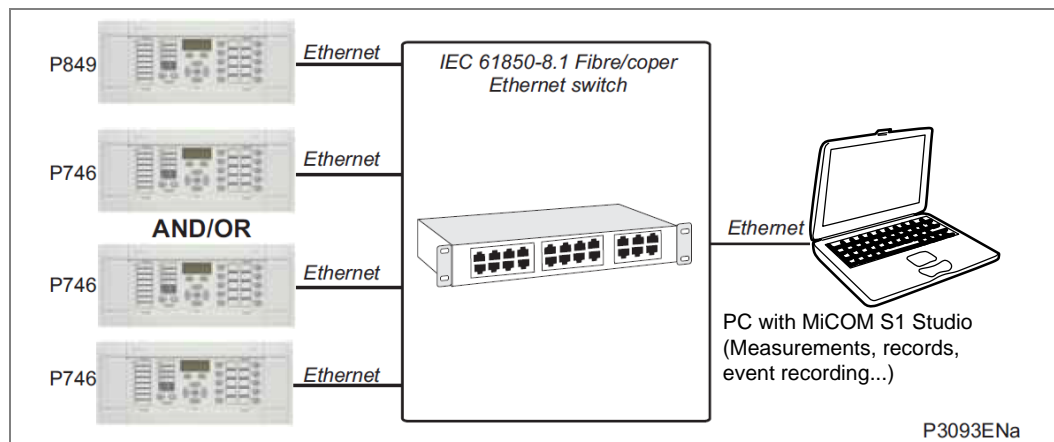 P849
Ethernet
IEC 61850-8.1 Fibre/coper
Ethernet switch
P746
Ethernet
AND/OR
P746
Ethernet
Ethernet
PC with MiCOM S1 Studio
(Measurements, records,
event recording...)
P746
Ethernet
P3093ENa